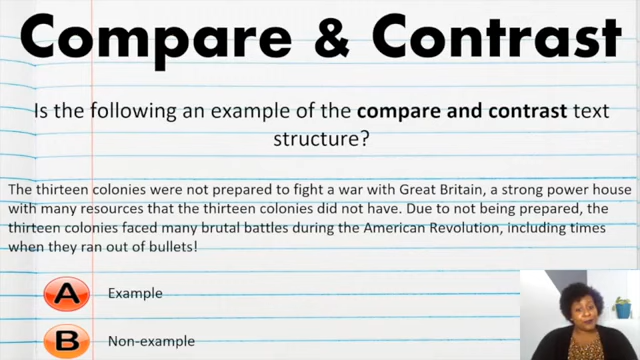 Compare & Contrast
Is the following an example of the compare and contrast text
structure?
The thirteen colonies were not prepared to fight a war with Great Britain, a strong power house
with many resources that the thirteen colonies did not have. Due to not being prepared, the
thirteen colonies faced many brutal battles during the American Revolution, including times
when they ran out of bullets!
A Example
B Non-example